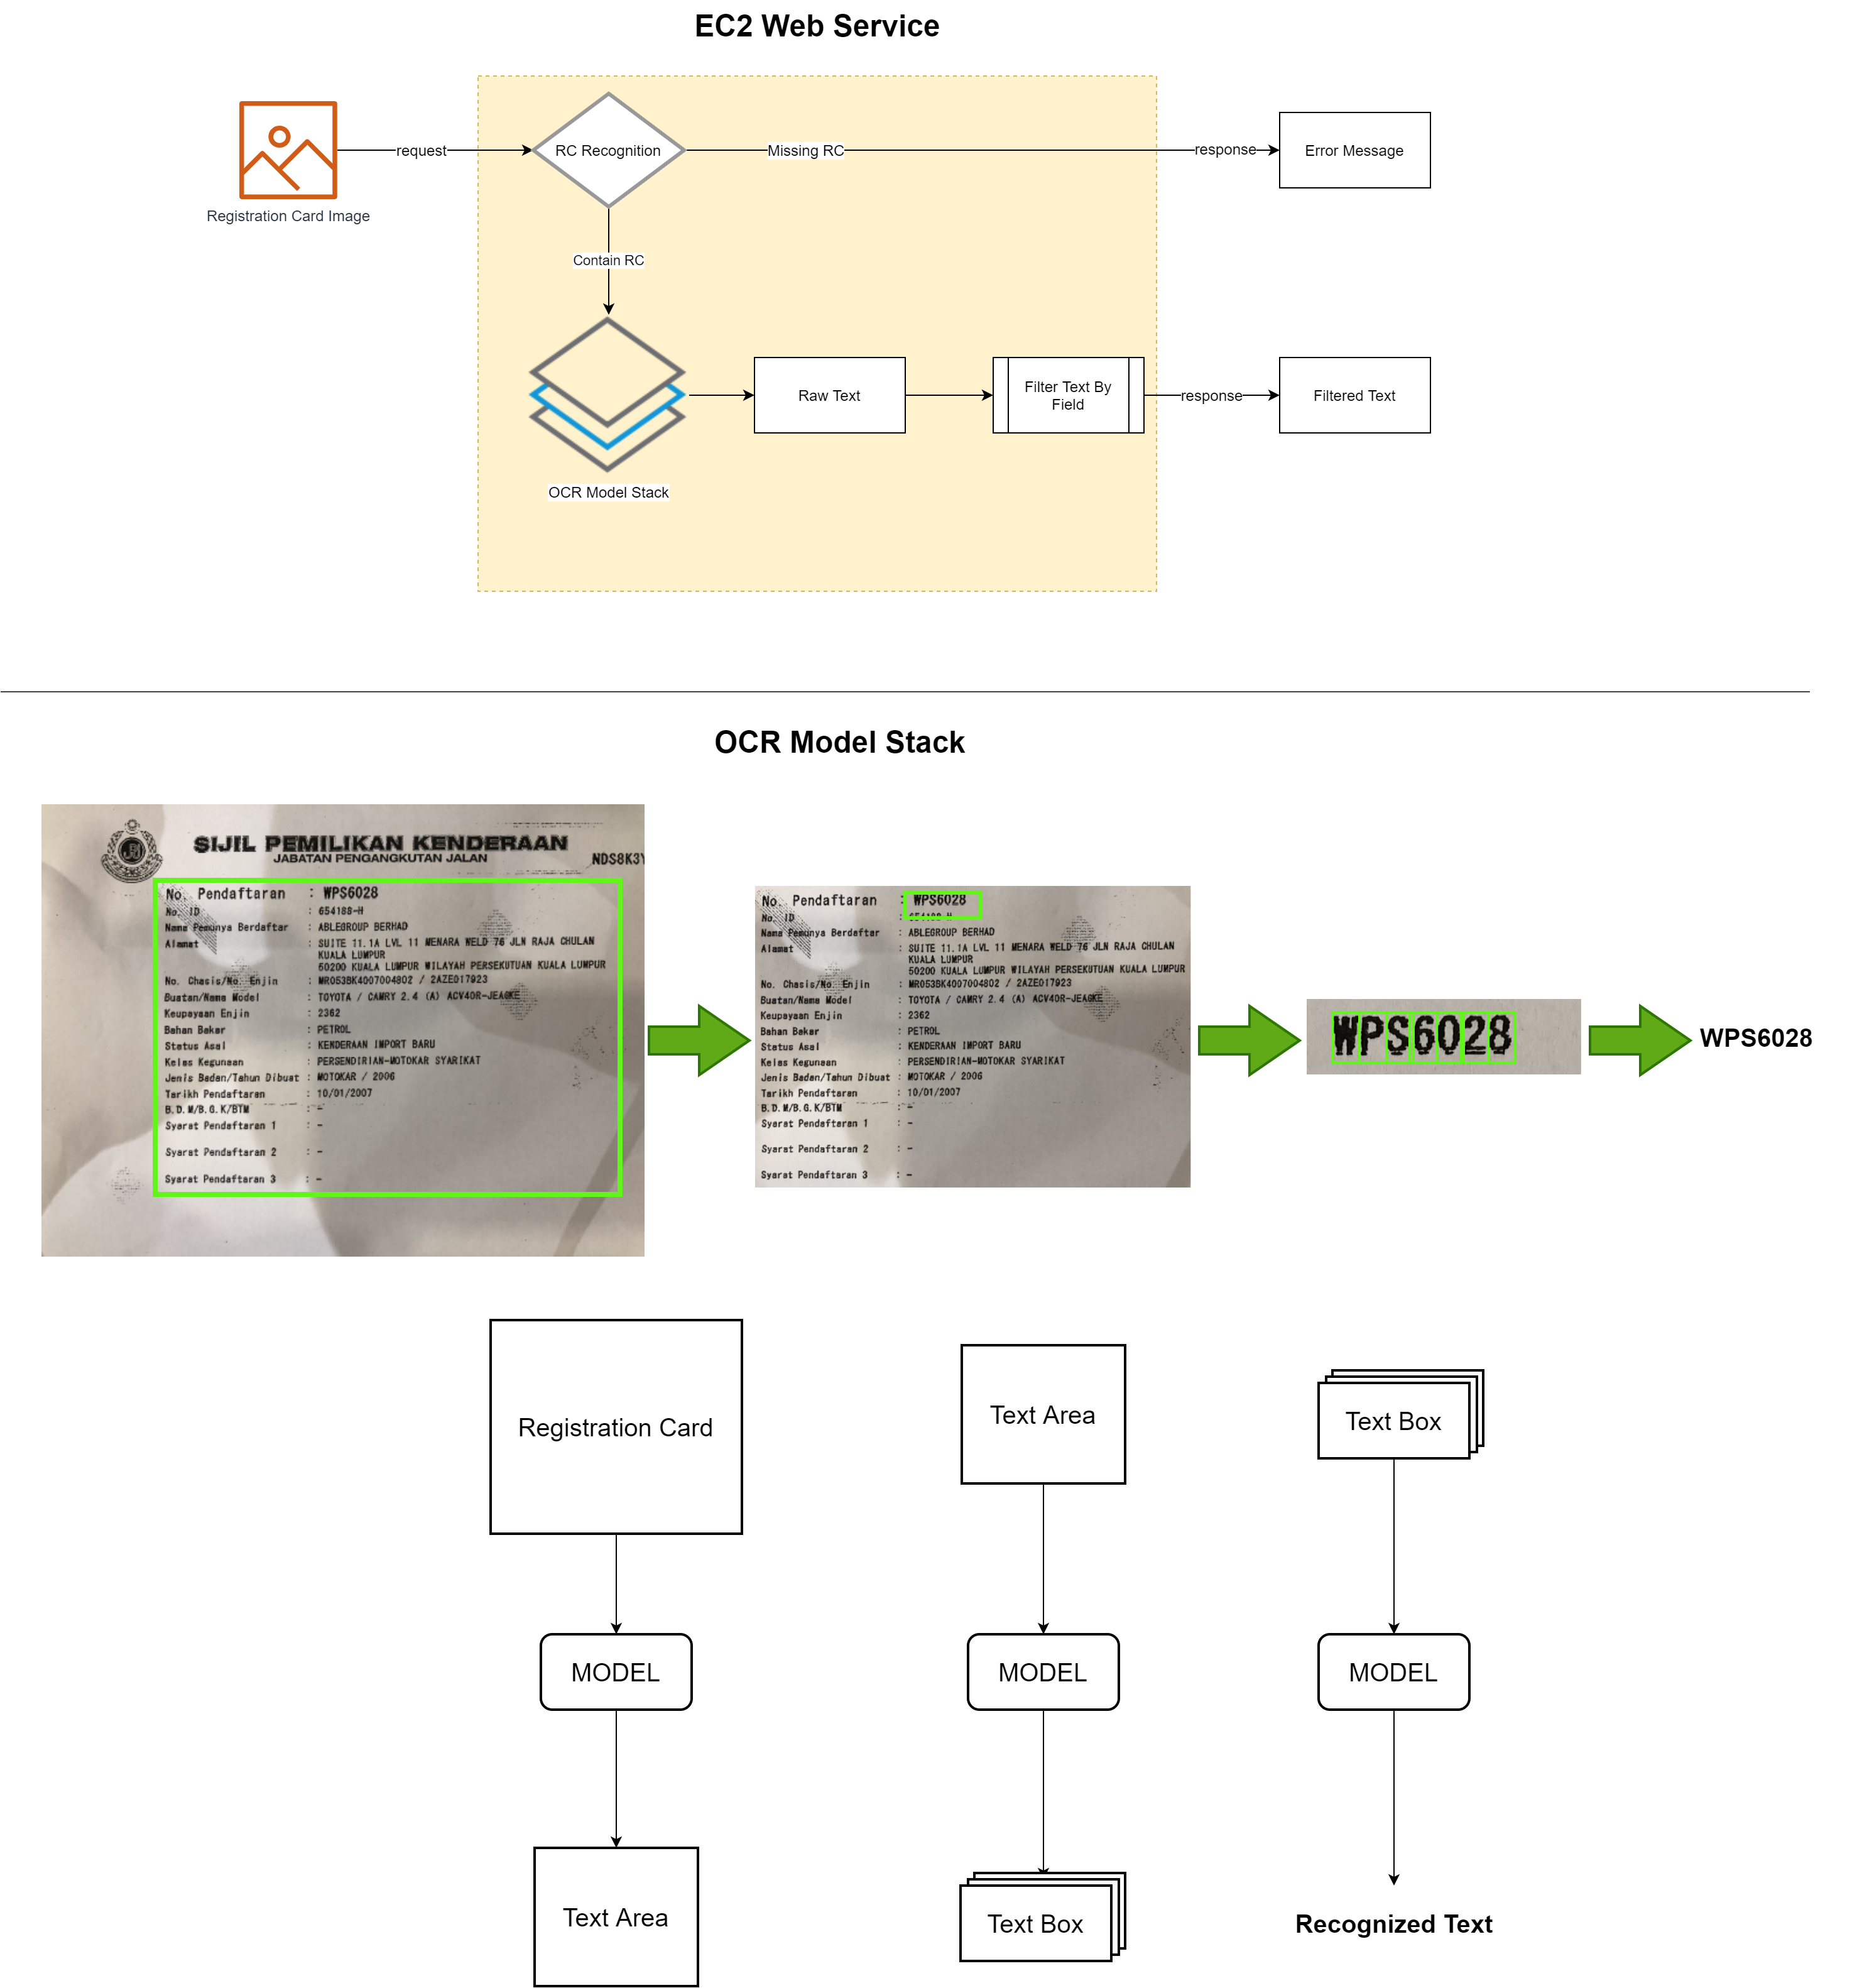 EC2 Web Service
Registration Card Image
request
RC Recognition
Missing RC
response
Error Message
Contain RC
OCR Model Stack
Raw Text
Filter Text By
Field
response
Filtered Text
OCR Model Stack
SIJIL PEMILIKAN KENDERAAN
JABATAN PENGANGKUTAN JALAN
NDS8K3
No. Pendaftaran : WPS6028
No. ID : 654188-H
Nama Pemunya Berdaftar : ABLEGROUP BERHAD
Alamat : SUITE 11.1A LVL 11 MENARA WELD 76 JLN RAJA CHULAN
KUALA LUMPUR
50200 KUALA LUMPUR WILAYAH PERSEKUTUAN KUALA LUMPUR
No. Chasis/No. Enjin : MR053BK4007004802 / 2AZE017923
Buatan/Nama Model : TOYOTA / CAMRY 2.4 (A) ACV40R-JEAGKE
Keupayaan Enjin : 2362
Bahan Bakar : PETROL
Status Asal : KENDERAAN IMPORT BARU
Kelas Kegunaan : PERSENDIRIAN-MOTOKAR SYARIKAT
Jenis Badan/Tahun Dibuat : MOTOKAR / 2006
Tarikh Pendaftaran : 10/01/2007
B.D.M/B.G.K/BTM : -
Syarat Pendaftaran 1 : -
Syarat Pendaftaran 2 : -
Syarat Pendaftaran 3 : -
No. Pendaftaran : WPS6028
No. ID : 654188-H
Nama Pemunya Berdaftar : ABLEGROUP BERHAD
Alamat : SUITE 11.1A LVL 11 MENARA WELD 76 JLN RAJA CHULAN
KUALA LUMPUR
50200 KUALA LUMPUR WILAYAH PERSEKUTUAN KUALA LUMPUR
No. Chasis/No. Enjin : MR053BK4007004802 / 2AZE017923
Buatan/Nama Model : TOYOTA / CAMRY 2.4 (A) ACV40R-JEAGKE
Keupayaan Enjin : 2362
Bahan Bakar : PETROL
Status Asal : KENDERAAN IMPORT BARU
Kelas Kegunaan : PERSENDIRIAN-MOTOKAR SYARIKAT
Jenis Badan/Tahun Dibuat : MOTOKAR / 2006
Tarikh Pendaftaran : 10/01/2007
B.D.M/B.G.K/BTM : -
Syarat Pendaftaran 1 : -
Syarat Pendaftaran 2 : -
Syarat Pendaftaran 3 : -
WPS6028
WPS6028
Registration Card
Text Area
Text Box
MODEL
MODEL
MODEL
Text Area
Text Box
Recognized Text